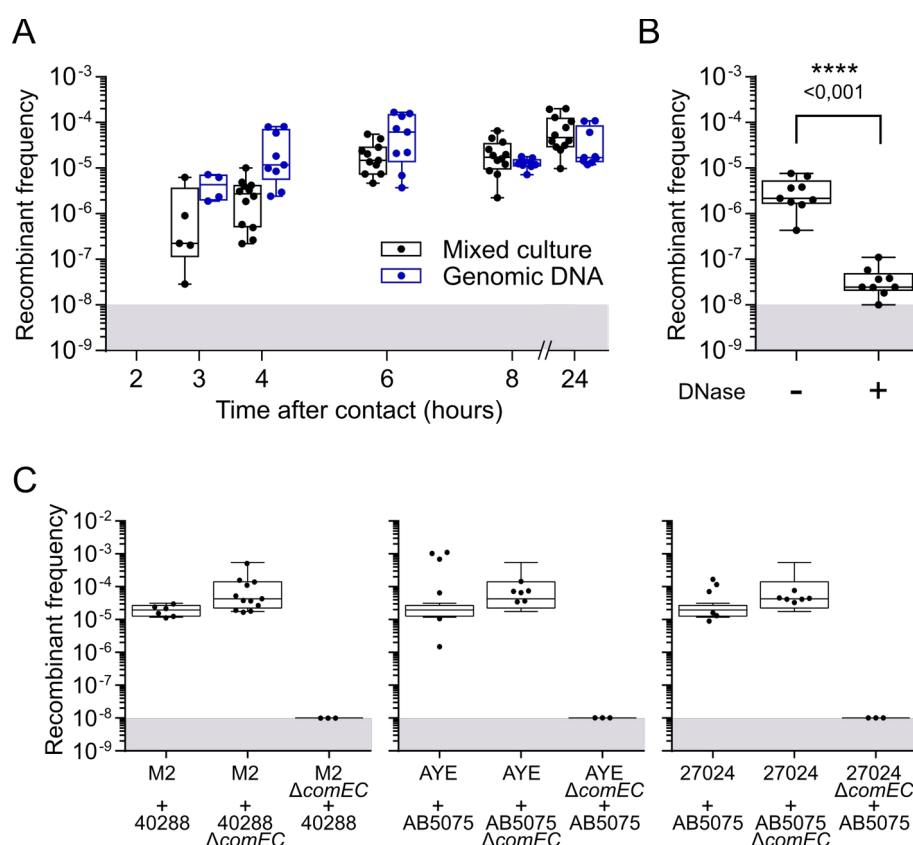 A
Recombinant frequency
10-3
10-4
10-5
10-6
10-7
10-8
10-9
Mixed culture
Genomic DNA
2 3 4 6 8 24
Time after contact (hours)
B
Recombinant frequency
10-3
10-4
10-5
10-6
10-7
10-8
10-9
****
<0,001
DNase - +
C
Recombinant frequency
10-2
10-3
10-4
10-5
10-6
10-7
10-8
10-9
M2
+
40288
M2
+
40288
ΔcomEC
M2
ΔcomEC
+
40288
AYE
+
AB5075
AYE
+
AB5075
ΔcomEC
AYE
ΔcomEC
+
AB5075
27024
+
AB5075
27024
+
AB5075
ΔcomEC
27024
ΔcomEC
+
AB5075